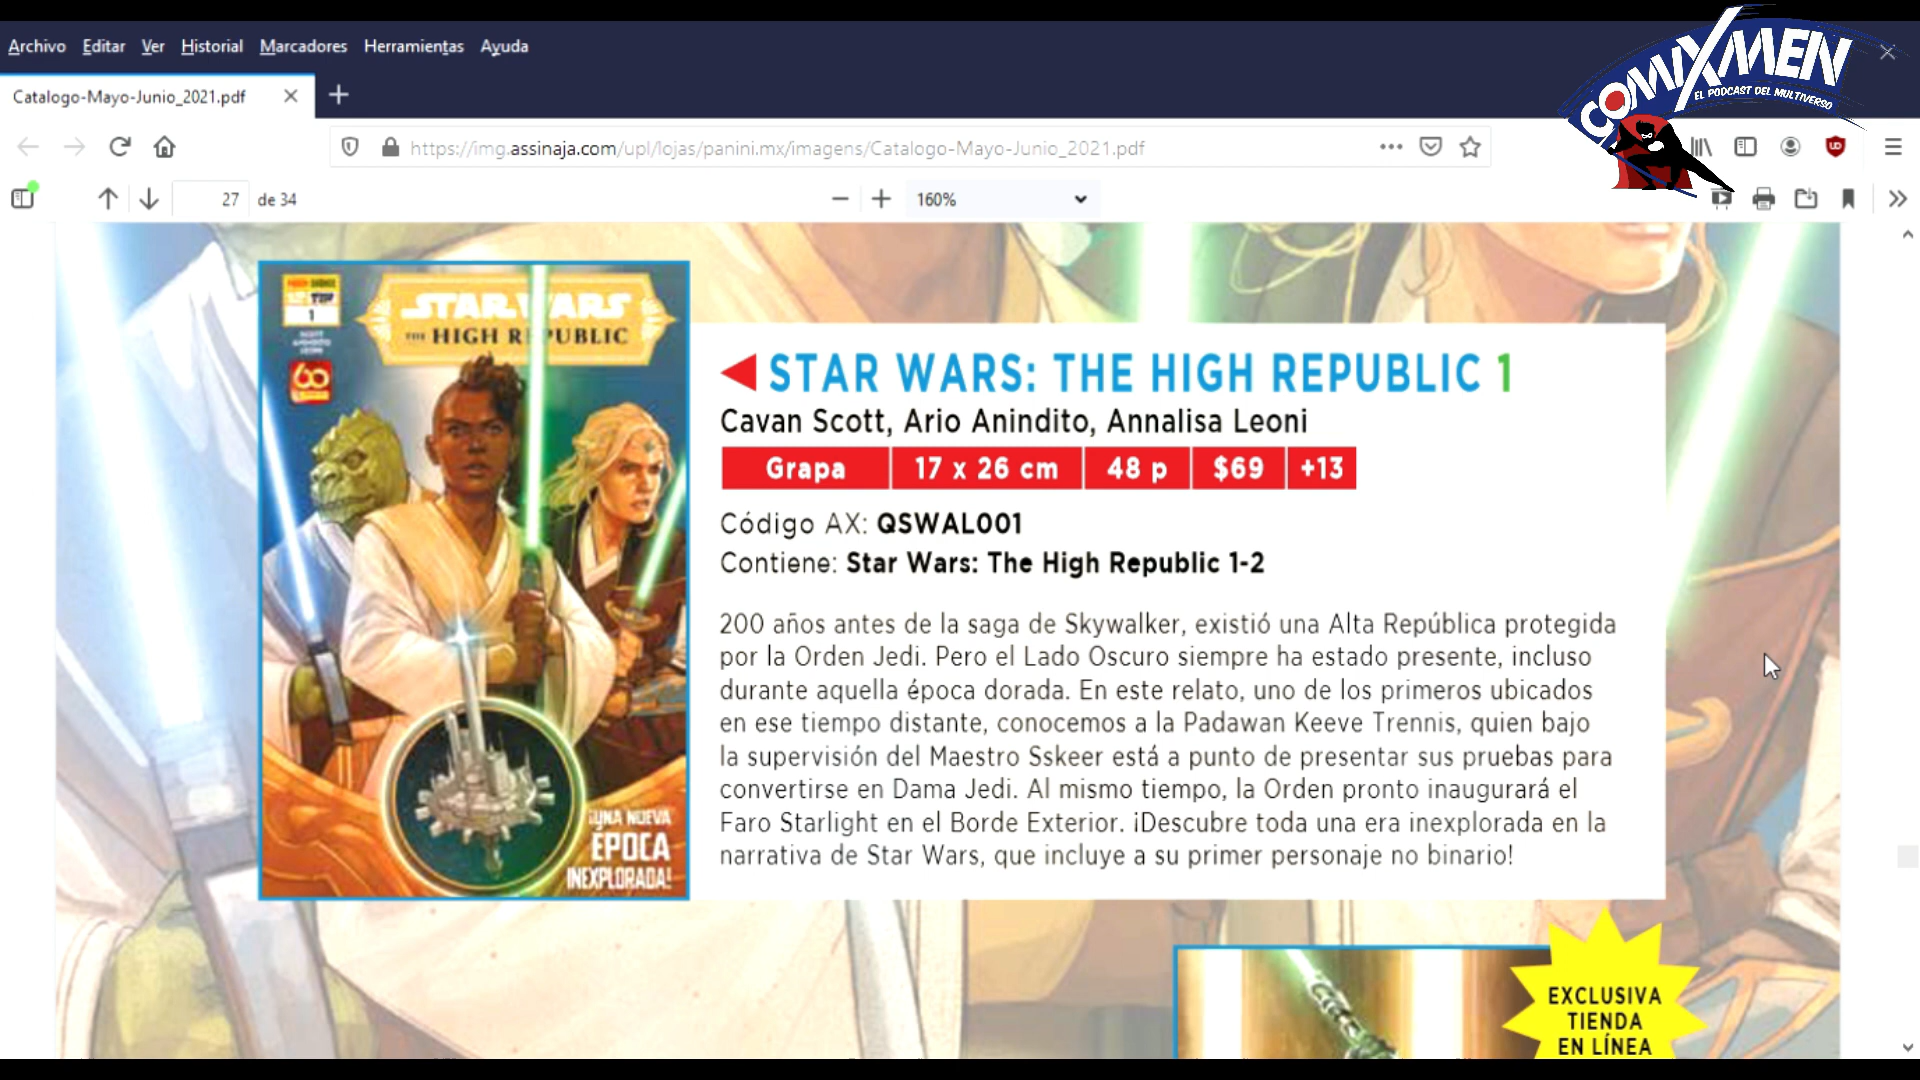 Archivo Editar Ver Historial Marcadores Herramientas Ayuda
COMIXMEN
EL PODCAST DEL MULTIVERSO
Catalogo-Mayo-Junio_2021.pdf
https://img.assinaja.com/upl/lojas/panini.mx/imagens/Catalogo-Mayo-Junio_2021.pdf
27 de 34
160%
1
STAR WARS
THE HIGH REPUBLIC
60
¡UNA NUEVA
ÉPOCA
INEXPLORADA!
STAR WARS: THE HIGH REPUBLIC 1
Cavan Scott, Ario Anindito, Annalisa Leoni
Grapa 17 x 26 cm 48 p $69 +13
Código AX: QSWAL001
Contiene: Star Wars: The High Republic 1-2
200 años antes de la saga de Skywalker, existió una Alta República protegida
por la Orden Jedi. Pero el Lado Oscuro siempre ha estado presente, incluso
durante aquella época dorada. En este relato, uno de los primeros ubicados
en ese tiempo distante, conocemos a la Padawan Keeve Trennis, quien bajo
la supervisión del Maestro Sskeer está a punto de presentar sus pruebas para
convertirse en Dama Jedi. Al mismo tiempo, la Orden pronto inaugurará el
Faro Starlight en el Borde Exterior. ¡Descubre toda una era inexplorada en la
narrativa de Star Wars, que incluye a su primer personaje no binario!
EXCLUSIVA
TIENDA
EN LÍNEA